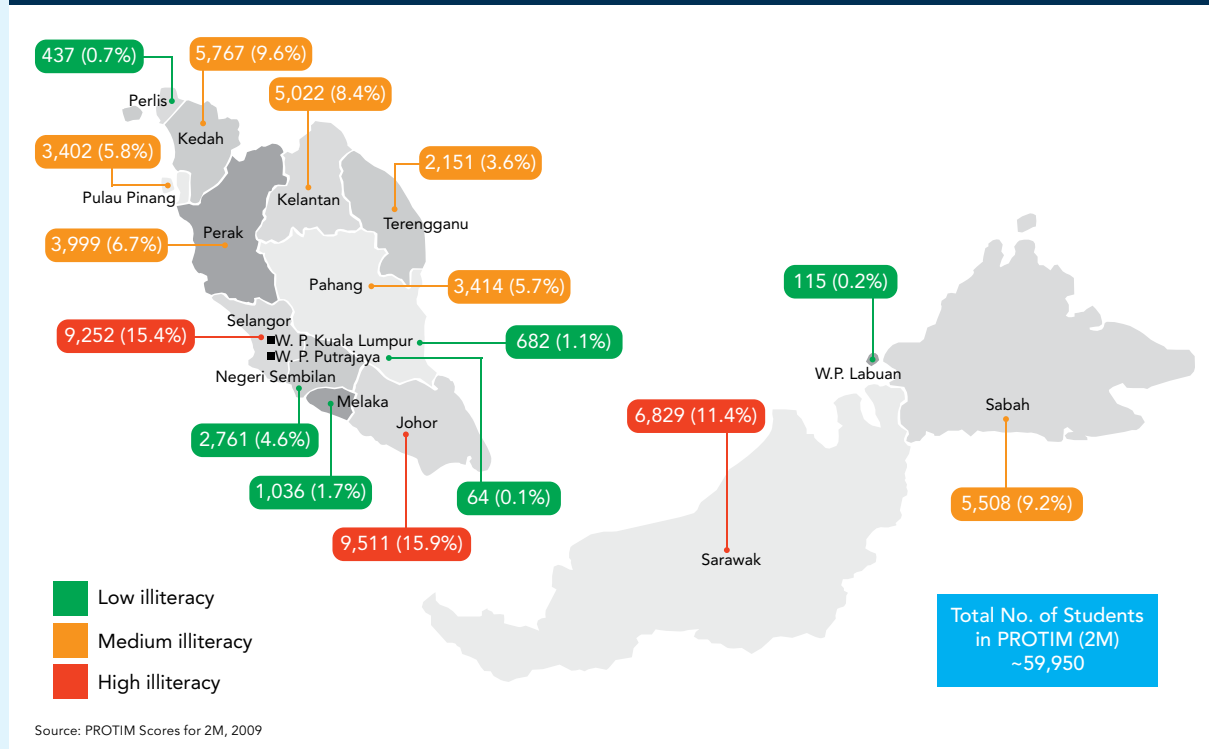 437 (0.7%)
5,767 (9.6%)
5,022 (8.4%)
Perlis
Kedah
3,402 (5.8%)
2,151 (3.6%)
Pulau Pinang
Kelantan
Terengganu
Perak
3,999 (6.7%)
Pahang
3,414 (5.7%)
115 (0.2%)
Selangor
9,252 (15.4%)
W. P. Kuala Lumpur
682 (1.1%)
W. P. Putrajaya
W.P. Labuan
Negeri Sembilan
Melaka
Sabah
6,829 (11.4%)
Johor
2,761 (4.6%)
1,036 (1.7%)
64 (0.1%)
5,508 (9.2%)
9,511 (15.9%)
Sarawak
Low illiteracy
Medium illiteracy
High illiteracy
Total No. of Students
in PROTIM (2M)
~59,950
Source: PROTIM Scores for 2M, 2009